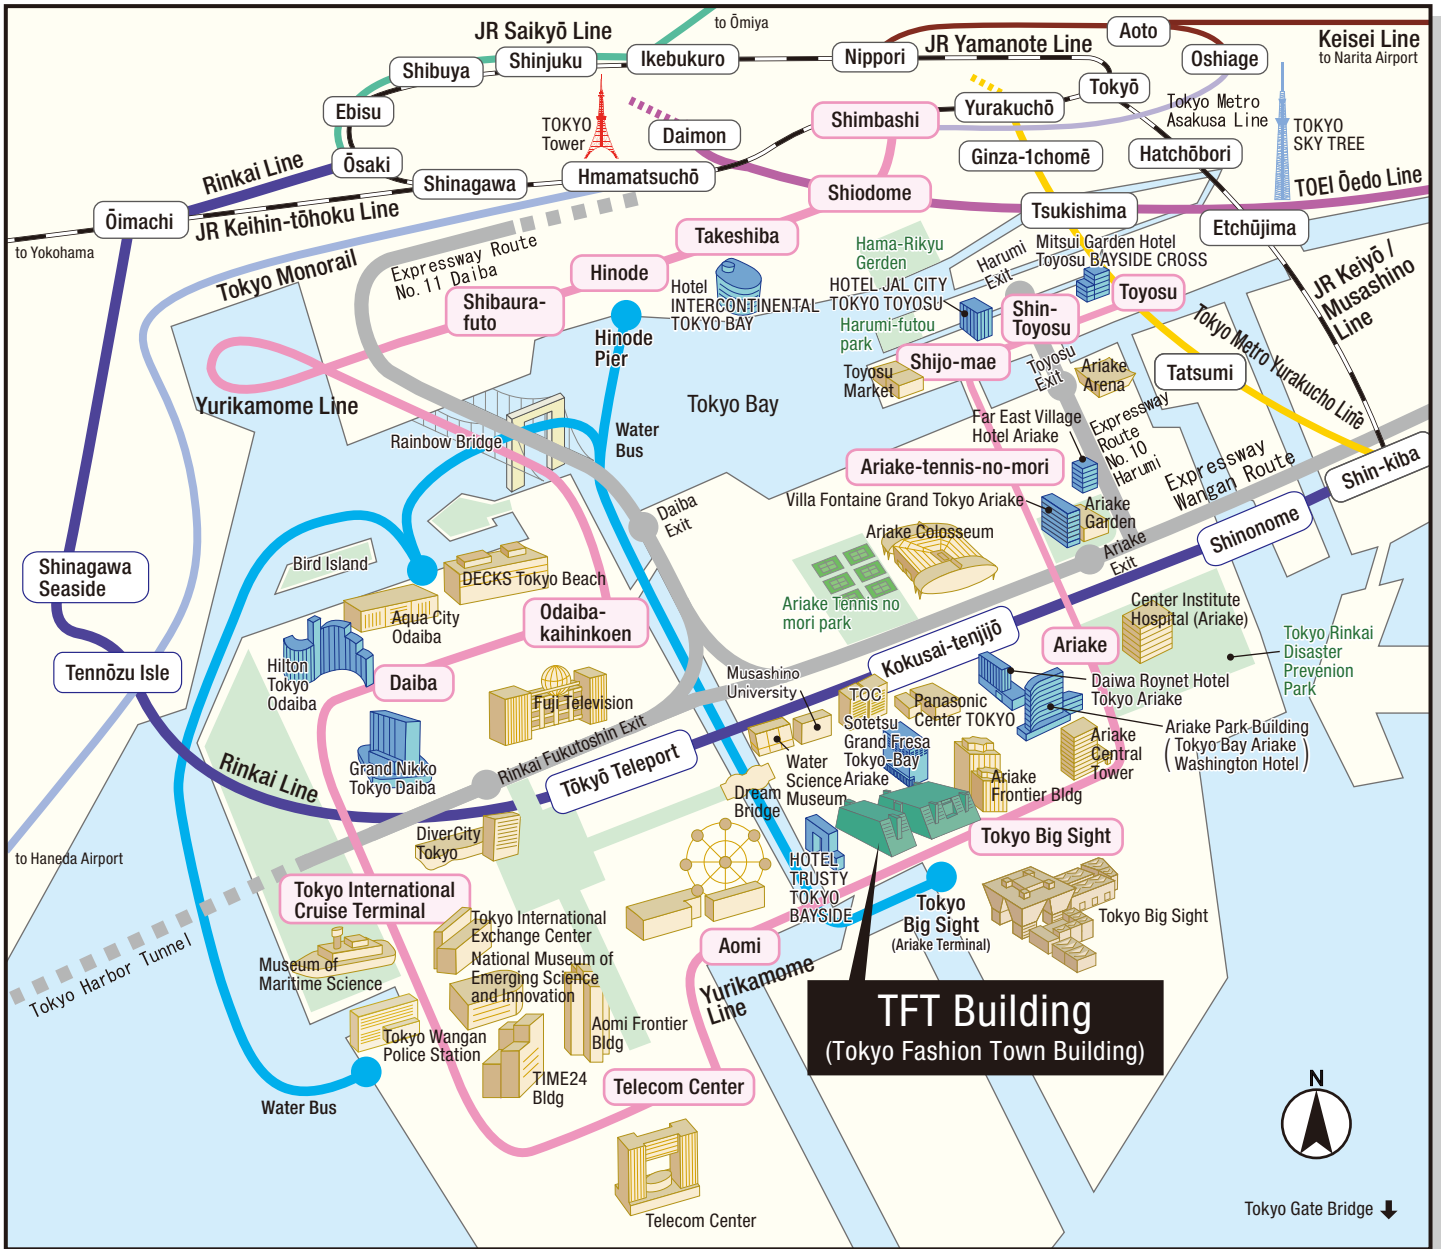 to Ōmiya
JR Saikyō Line
Shibuya
Shinjuku
Ikebukuro
Nippori
JR Yamanote Line
Aoto
Oshiage
Keisei Line
to Narita Airport
Ebisu
TOKYO
Tower
Daimon
Shimbashi
Yurakuchō
Tokyō
Tokyo Metro
Asakusa Line
TOKYO
SKY TREE
Rinkai Line
Ōsaki
Shinagawa
Hmamatsuchō
Ginza-1chomē
Hatchōbori
TOEI Ōedo Line
Ōimachi
to Yokohama
JR Keihin-tōhoku Line
Shiodome
Tsukishima
Etchūjima
Tokyo Monorail
Expressway Route
No. 11 Daiba
Takeshiba
Hinode
Shibaura-
futo
Hotel
INTERCONTINENTAL
TOKYO BAY
Hama-Rikyu
Garden
Harumi
Exit
Mitsui Garden Hotel
Toyosu BAYSIDE CROSS
HOTEL JAL CITY
TOKYO TOYOSU
Harumi-futou
park
Shin-
Toyosu
Toyosu
JR Keiyō /
Musashino
Line
Hinode
Pier
Yurikamome Line
Toyosu
Market
Shijo-mae
Toyosu
Exit
Ariake
Arena
Tatsumi
Tokyo Metro Yurakucho Line
Tokyo Bay
Rainbow Bridge
Water
Bus
Far East Village
Hotel Ariake
Expressway
Route
No. 10
Harumi
Expressway
Wangan Route
Shin-kiba
Ariake-tennis-no-mori
Villa Fontaine Grand Tokyo Ariake
Ariake
Garden
Daiba
Exit
Ariake Colosseum
Ariake
Exit
Shinonome
Shinagawa
Seaside
Bird Island
DECKS Tokyo Beach
Aqua City
Odaiba
Odaiba-
kaihinkoen
Ariake Tennis no
mori park
Center Institute
Hospital (Ariake)
Tokyo Rinkai
Disaster
Prevenion
Park
Tennōzu Isle
Hilton
Tokyo
Odaiba
Daiba
Kokusai-tenjijō
Ariake
Musashino
University
Fuji Television
TOC
Panasonic
Center TOKYO
Daiwa Roynet Hotel
Tokyo Ariake
Sotetsu
Grand Fresa
Tokyo-Bay
Ariake
Ariake Park Building
(Tokyo Bay Ariake
Washington Hotel)
Ariake
Central
Tower
Rinkai Line
Grand Nikko
Tokyo Daiba
Rinkai Fukutoshin Exit
Tōkyō Teleport
Water
Science
Museum
Dream
Bridge
Ariake
Frontier Bldg
to Haneda Airport
DiverCity
Tokyo
HOTEL
TRUSTY
TOKYO
BAYSIDE
Tokyo Big Sight
Tokyo International
Cruise Terminal
Tokyo International
Exchange Center
Tokyo
Big Sight
(Ariake Terminal)
Tokyo Big Sight
Tokyo Harbor Tunnel
Museum of
Maritime Science
National Museum of
Emerging Science
and Innovation
Aomi
Yurikamome
Line
Tokyo Wangan
Police Station
Aomi Frontier
Bldg
TFT Building
(Tokyo Fashion Town Building)
Water Bus
TIME24
Bldg
Telecom Center
N
Telecom Center
Tokyo Gate Bridge